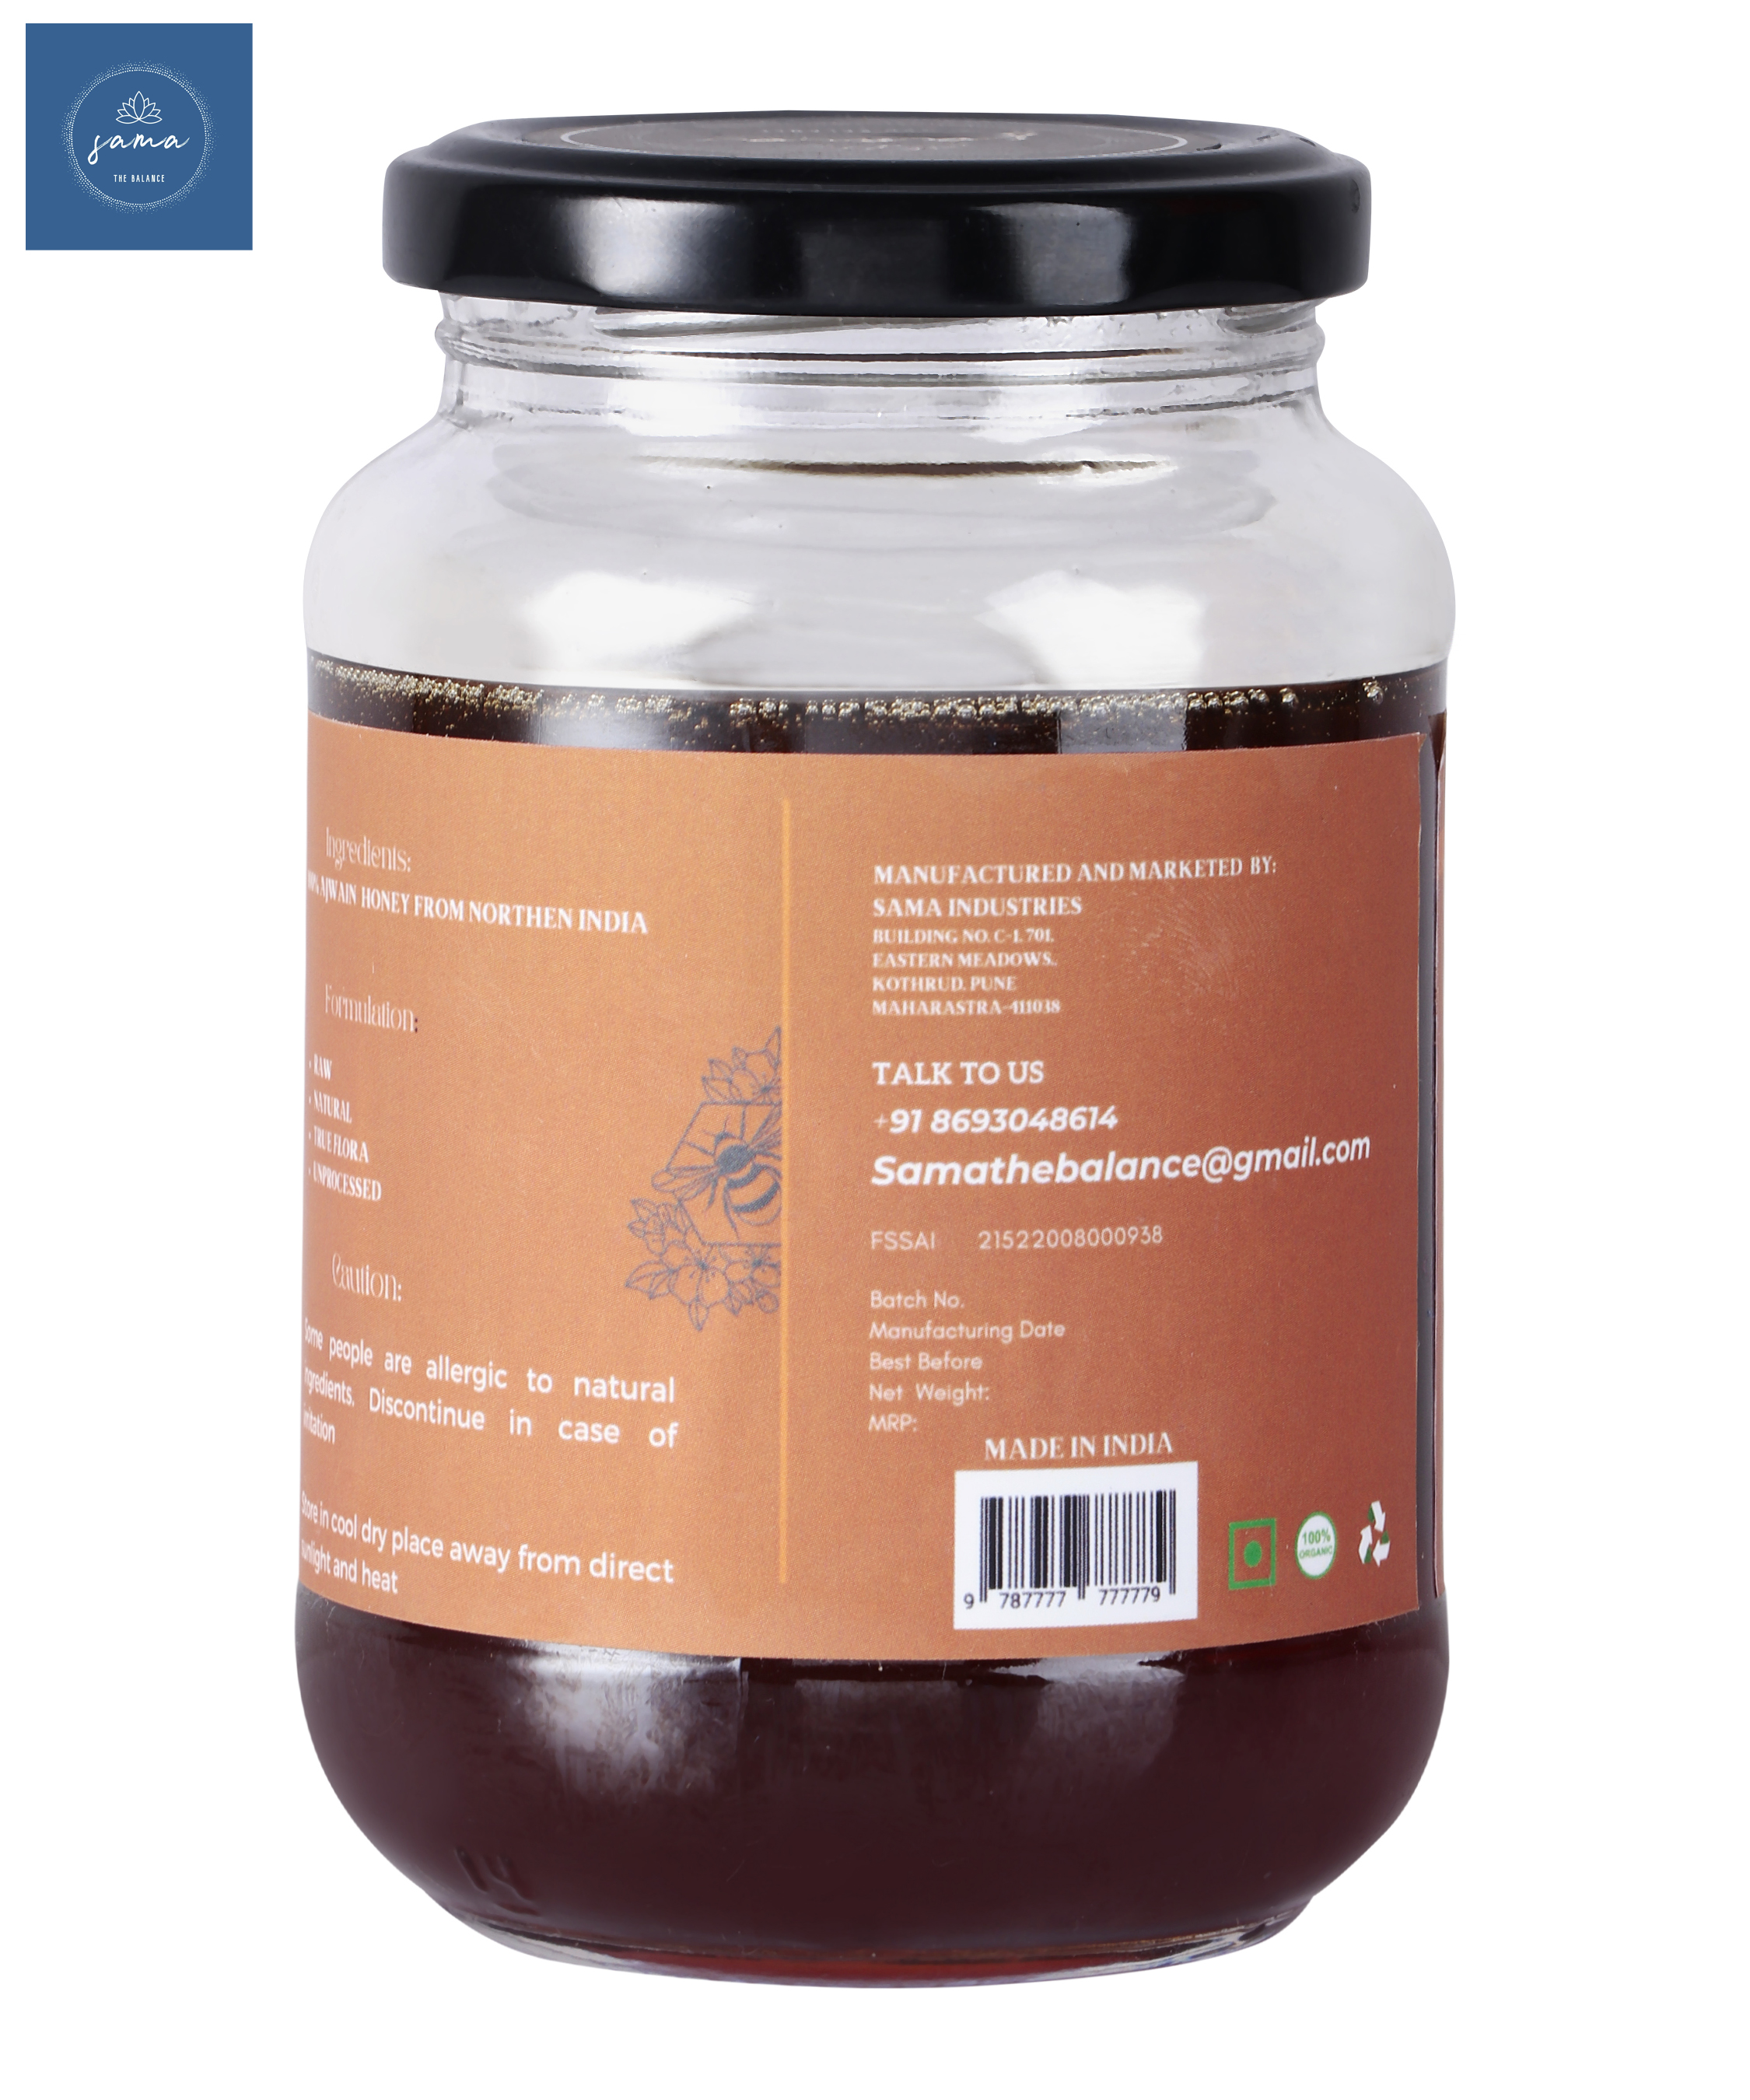 sama
THE BALANCE
Ingredients:
100% AJWAIN HONEY FROM NORTHEN INDIA
Formulation:
• RAW
• NATURAL
• TRUE FLORA
• UNPROCESSED
Caution:
Some people are allergic to natural
ingredients. Discontinue in case of
irritation
Store in cool dry place away from direct
sunlight and heat
MANUFACTURED AND MARKETED BY:
SAMA INDUSTRIES
BUILDING NO. C-1, 701,
EASTERN MEADOWS,
KOTHRUD, PUNE
MAHARASTRA-411038
TALK TO US
+91 8693048614
Samathebalance@gmail.com
FSSAI 21522008000938
Batch No.
Manufacturing Date
Best Before
Net Weight:
MRP:
MADE IN INDIA
9 787777 777779
100%
ORGANIC